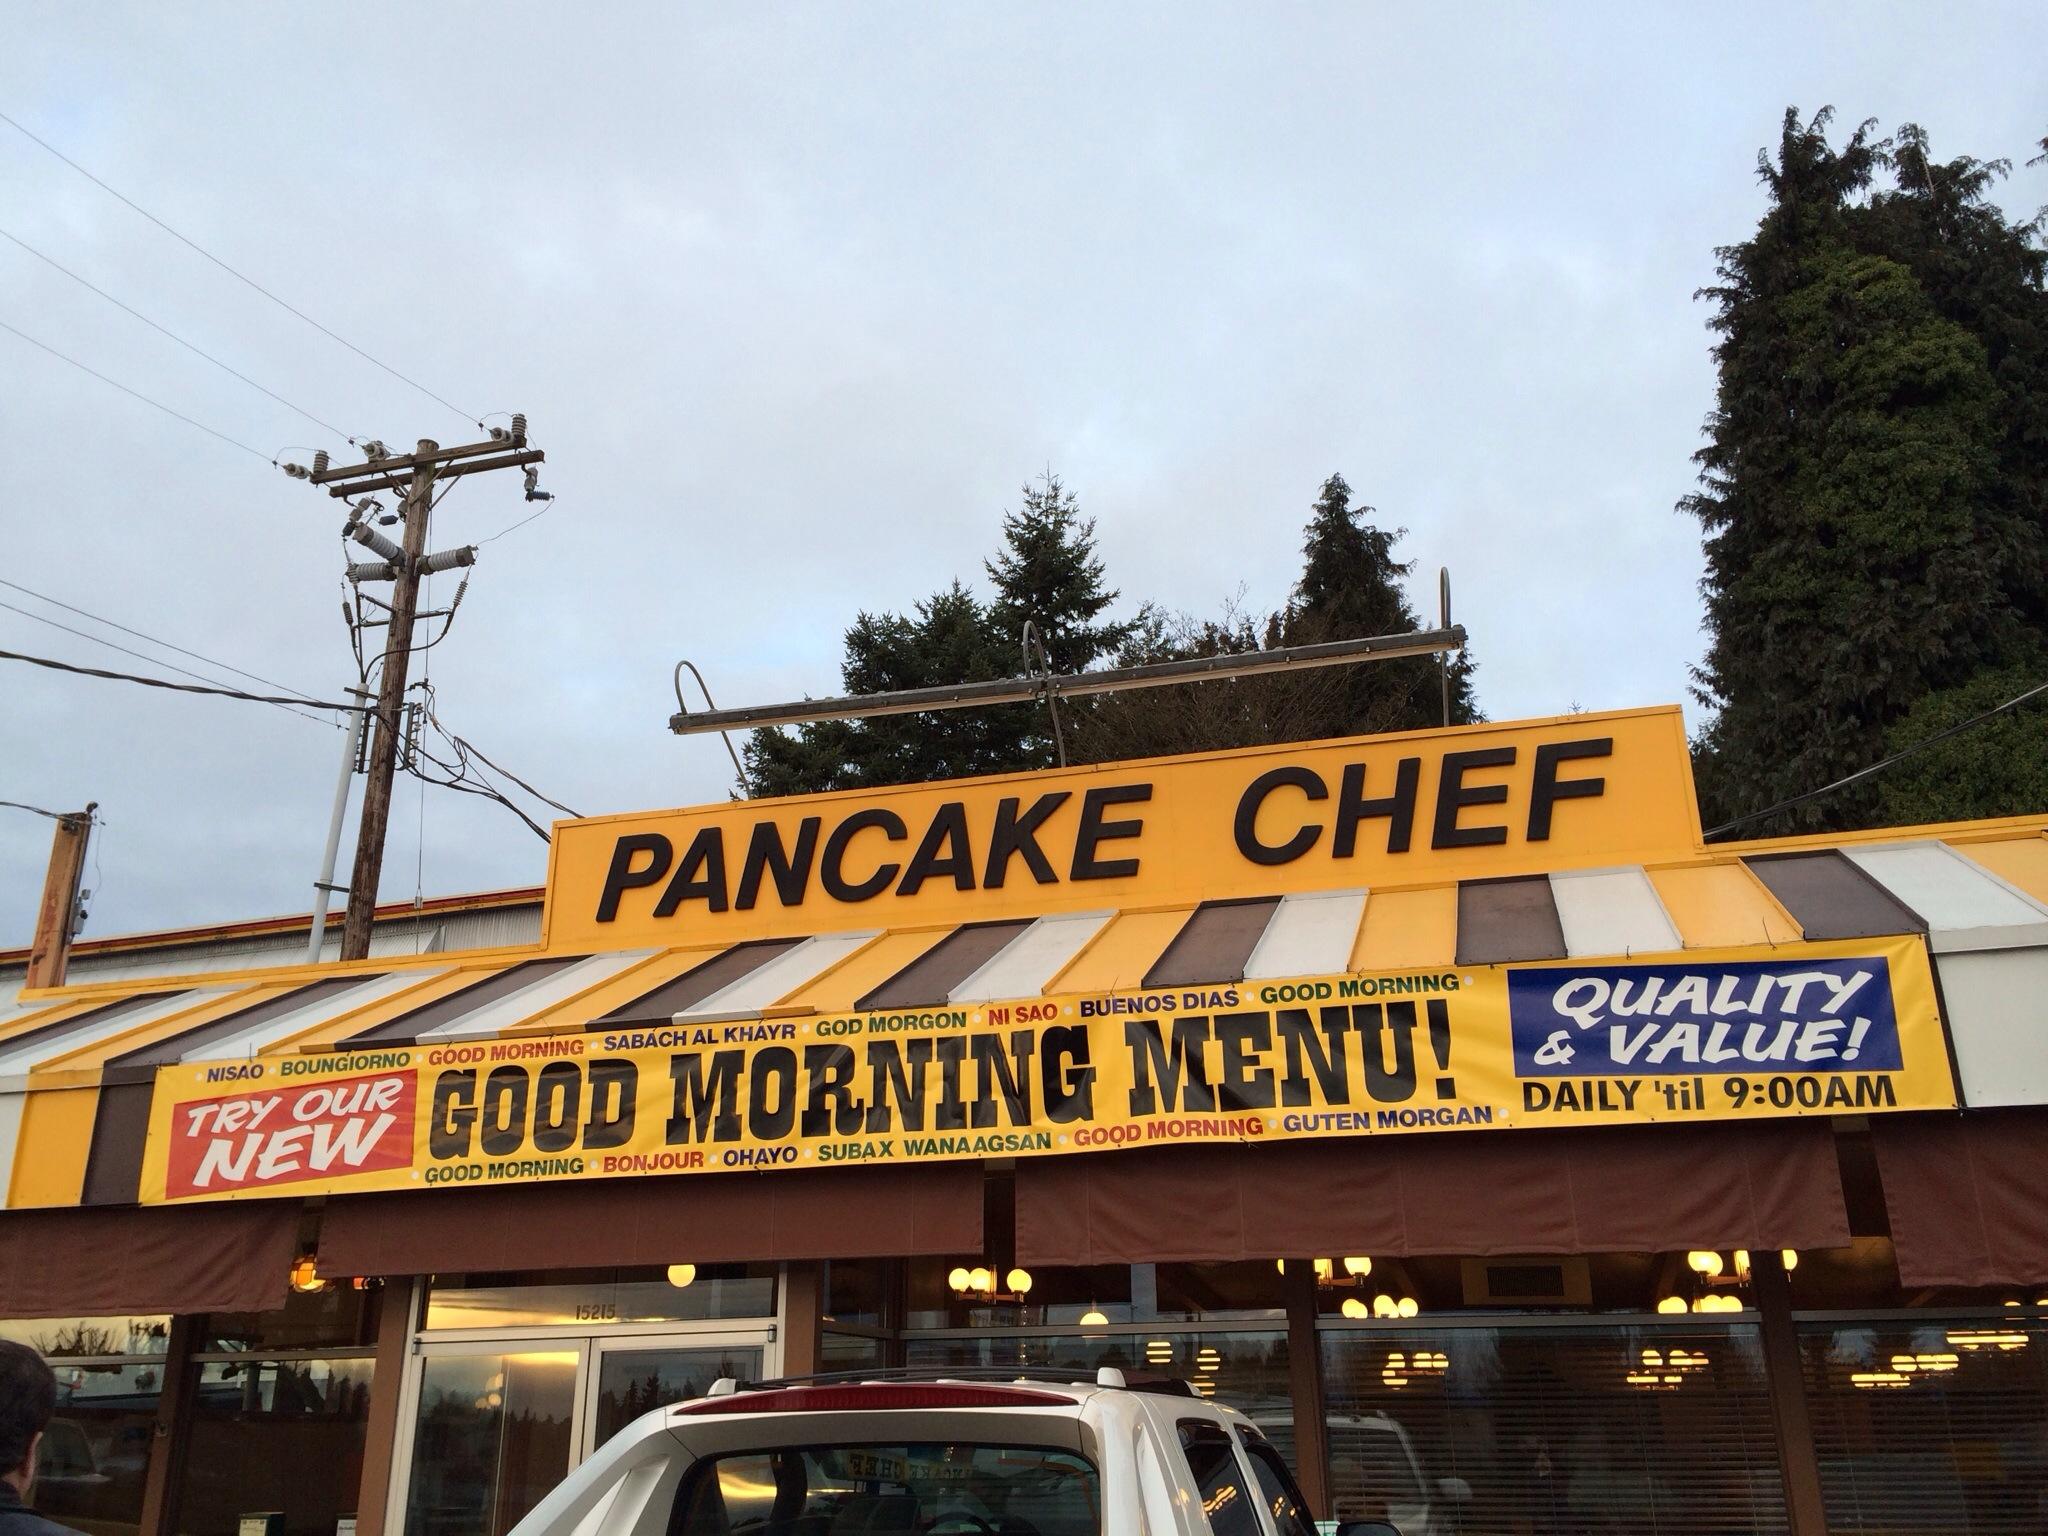 PANCAKE CHEF
• NISAO • BOUNGIORNO • GOOD MORNING • SABÁCH AL KHÁYR • GOD MORGON • NI SAO • BUENOS DIAS • GOOD MORNING •
TRY OUR
NEW
GOOD MORNING MENU!
QUALITY
& VALUE!
DAILY 'til 9:00AM
• GOOD MORNING • BONJOUR • OHAYO • SUBAX WANAAGSAN • GOOD MORNING • GUTEN MORGAN •
15215